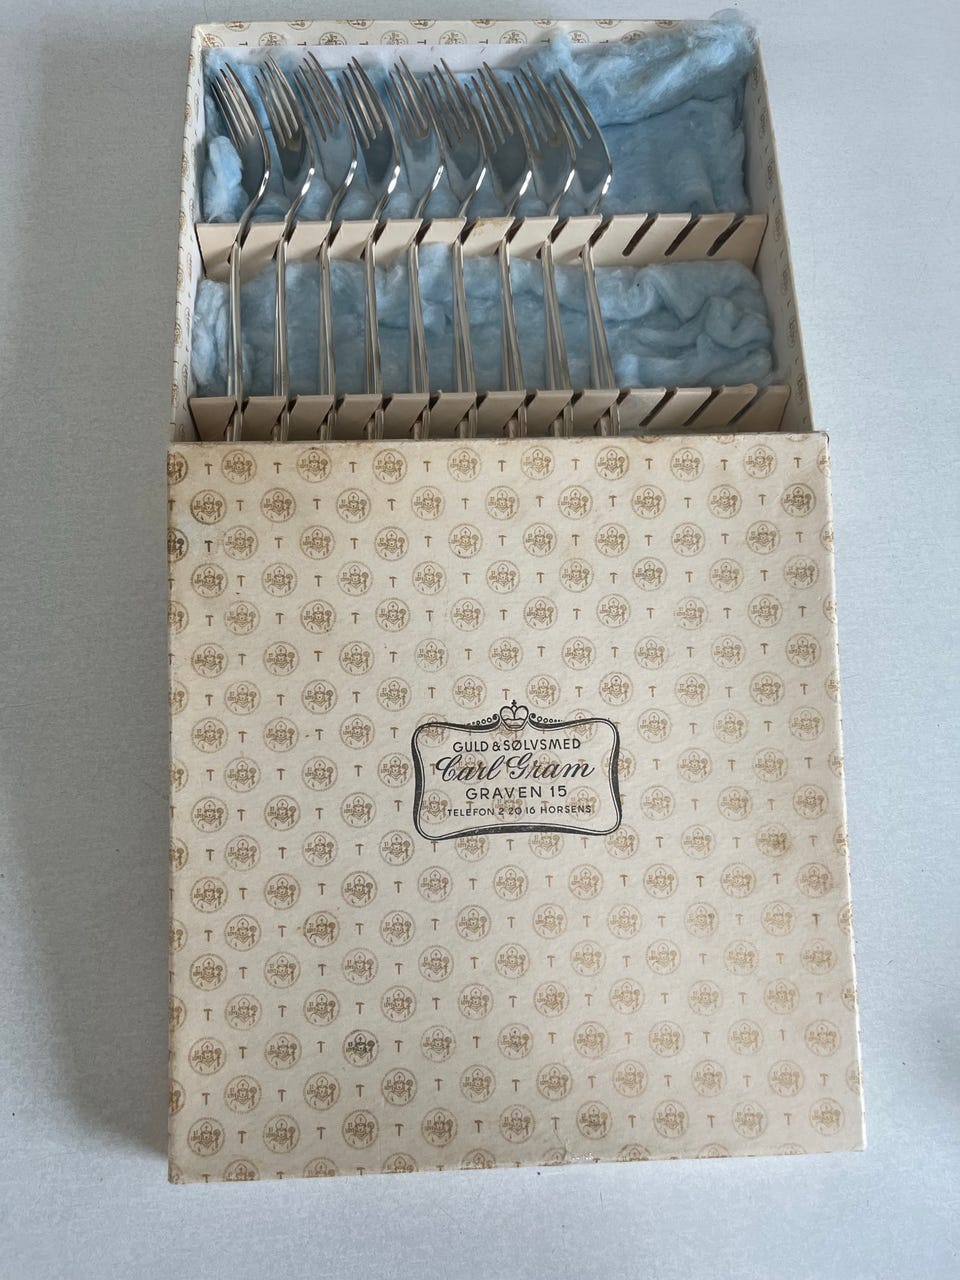 GULD & SØLVSMED
Carl Gram
GRAVEN 15
TELEFON 2 20 16 HORSENS